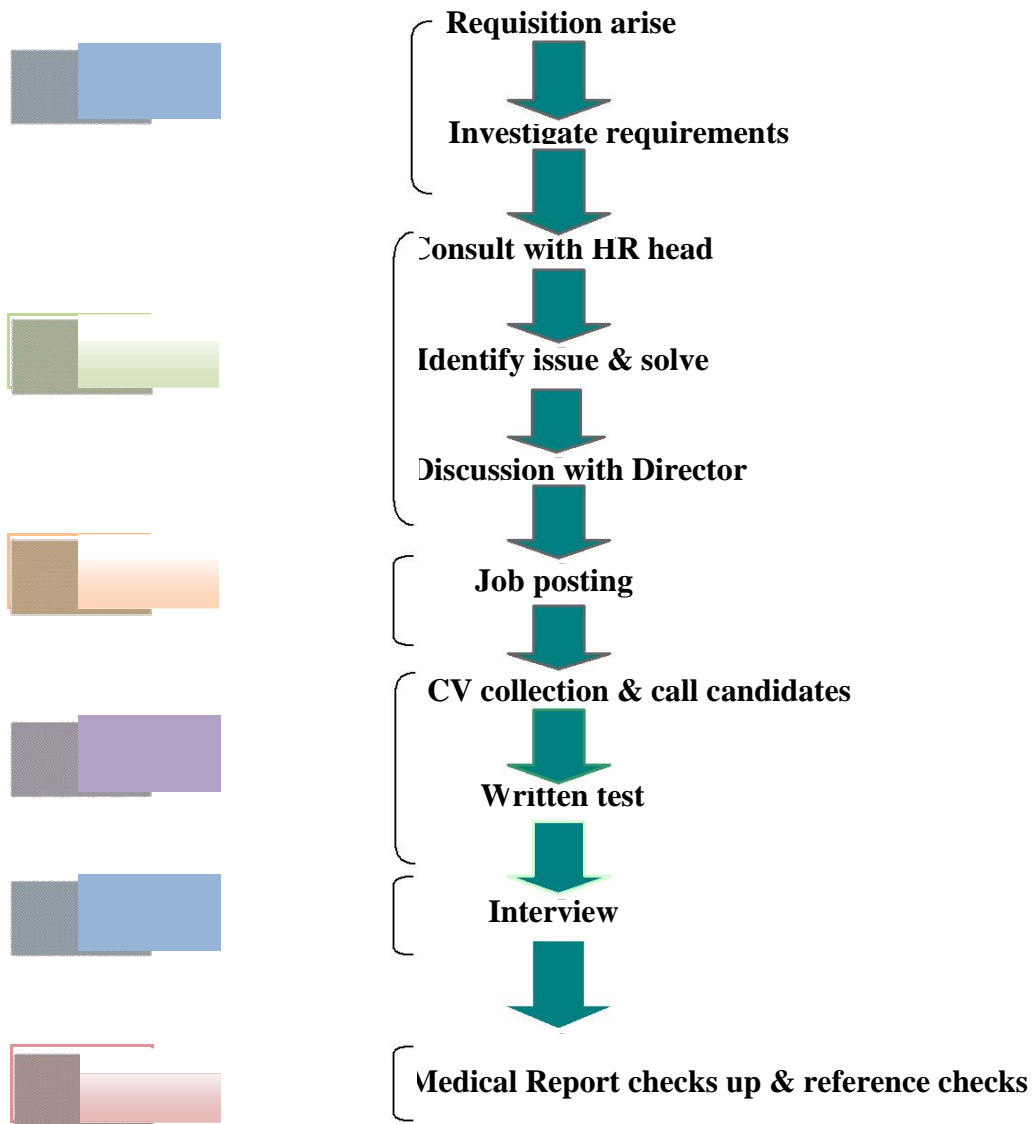 Requisition arise
Investigate requirements
Consult with HR head
Identify issue & solve
Discussion with Director
Job posting
CV collection & call candidates
Written test
Interview
Medical Report checks up & reference checks